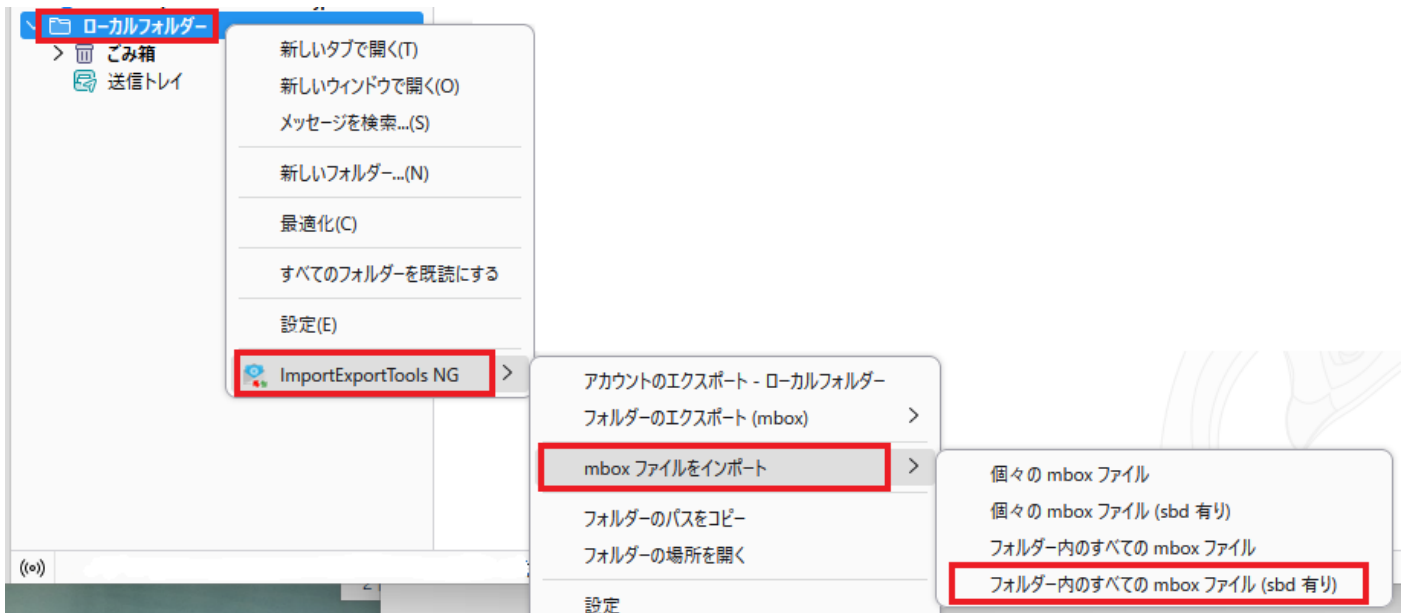 ローカルフォルダー
ごみ箱
送信トレイ
新しいタブで開く(T)
新しいウィンドウで開く(O)
メッセージを検索...(S)
新しいフォルダー...(N)
最適化(C)
すべてのフォルダーを既読にする
設定(E)
ImportExportTools NG
アカウントのエクスポート - ローカルフォルダー
フォルダーのエクスポート (mbox)
mbox ファイルをインポート
フォルダーのパスをコピー
フォルダーの場所を開く
設定
個々の mbox ファイル
個々の mbox ファイル (sbd 有り)
フォルダー内のすべての mbox ファイル
フォルダー内のすべての mbox ファイル (sbd 有り)